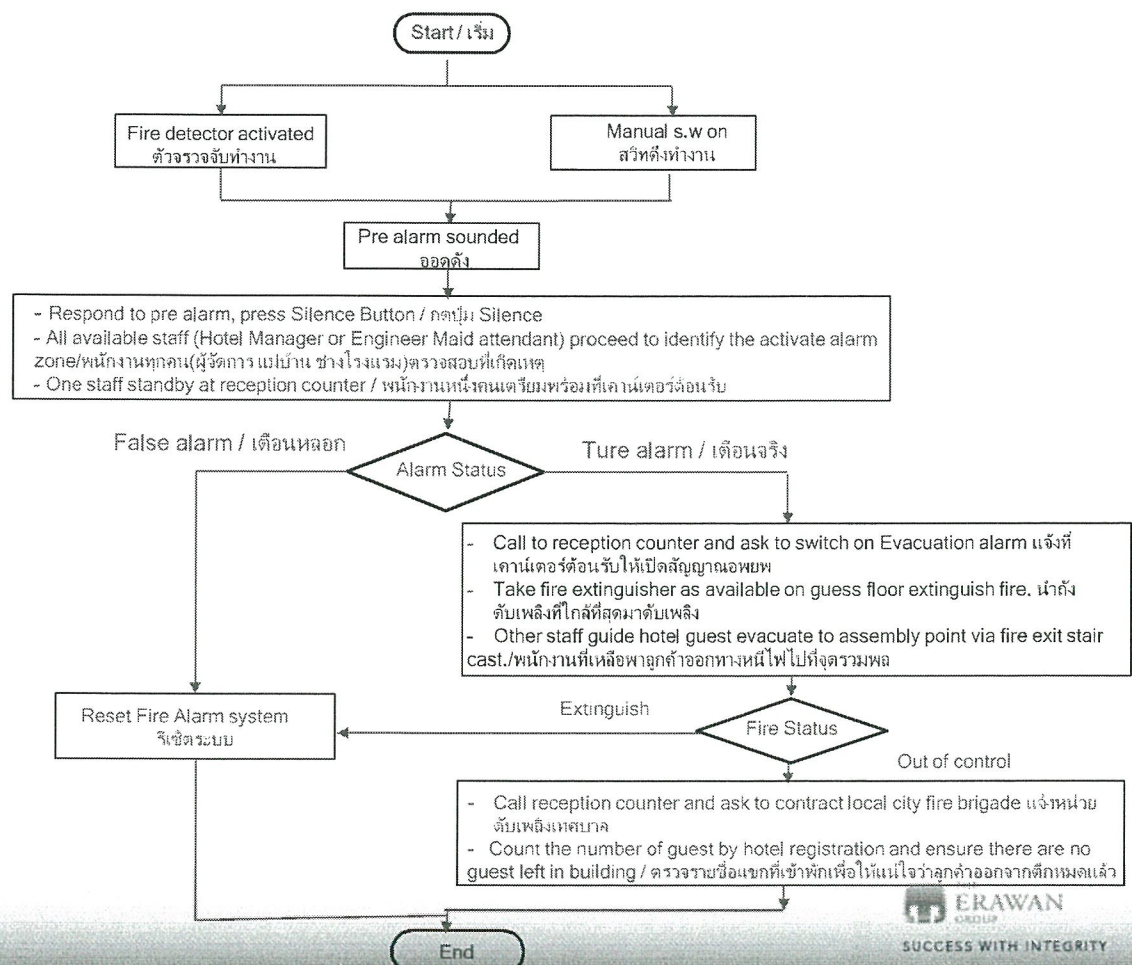 Start / เริ่ม
Fire detector activated
ตัวจรวจจับทำงาน
Manual s.w on
สวิทดึงทำงาน
Pre alarm sounded
ออดดัง
- Respond to pre alarm, press Silence Button / กดปุ่ม Silence
- All available staff (Hotel Manager or Engineer Maid attendant) proceed to identify the activate alarm
zone/พนักงานทุกคน(ผู้จัดการ แม่บ้าน ช่างโรงแรม)ตรวจสอบที่เกิดเหตุ
- One staff standby at reception counter / พนักงานหนึ่งคนเตรียมพร้อมที่เคาน์เตอร์ต้อนรับ
False alarm / เตือนหลอก
Alarm Status
Ture alarm / เตือนจริง
- Call to reception counter and ask to switch on Evacuation alarm แจ้งที่
เคาน์เตอร์ต้อนรับให้เปิดสัญญาณอพยพ
- Take fire extinguisher as available on guess floor extinguish fire. นำถัง
ดับเพลิงที่ใกล้ที่สุดมาดับเพลิง
- Other staff guide hotel guest evacuate to assembly point via fire exit stair
cast./พนักงานที่เหลือพาลูกค้าออกทางหนีไฟไปที่จุดรวมพล
Reset Fire Alarm system
รีเซ็ตระบบ
Extinguish
Fire Status
Out of control
- Call reception counter and ask to contract local city fire brigade แจ้งหน่วย
ดับเพลิงเทศบาล
- Count the number of guest by hotel registration and ensure there are no
guest left in building / ตรวจรายชื่อแขกที่เข้าพักเพื่อให้แน่ใจว่าลูกค้าออกจากตึกหมดแล้ว
ERAWAN
GROUP
SUCCESS WITH INTEGRITY
End